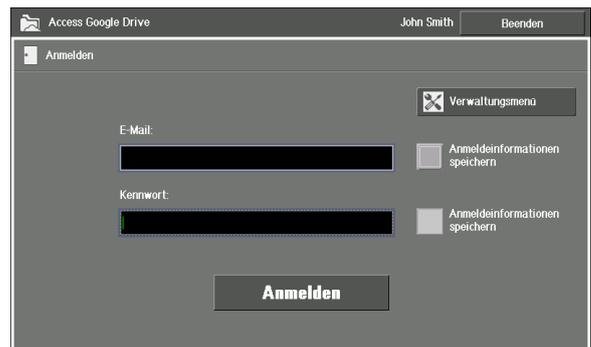 Access Google Drive
John Smith
Beenden
Anmelden
Verwaltungsmenü
E-Mail:
Anmeldeinformationen
speichern
Kennwort:
Anmeldeinformationen
speichern
Anmelden